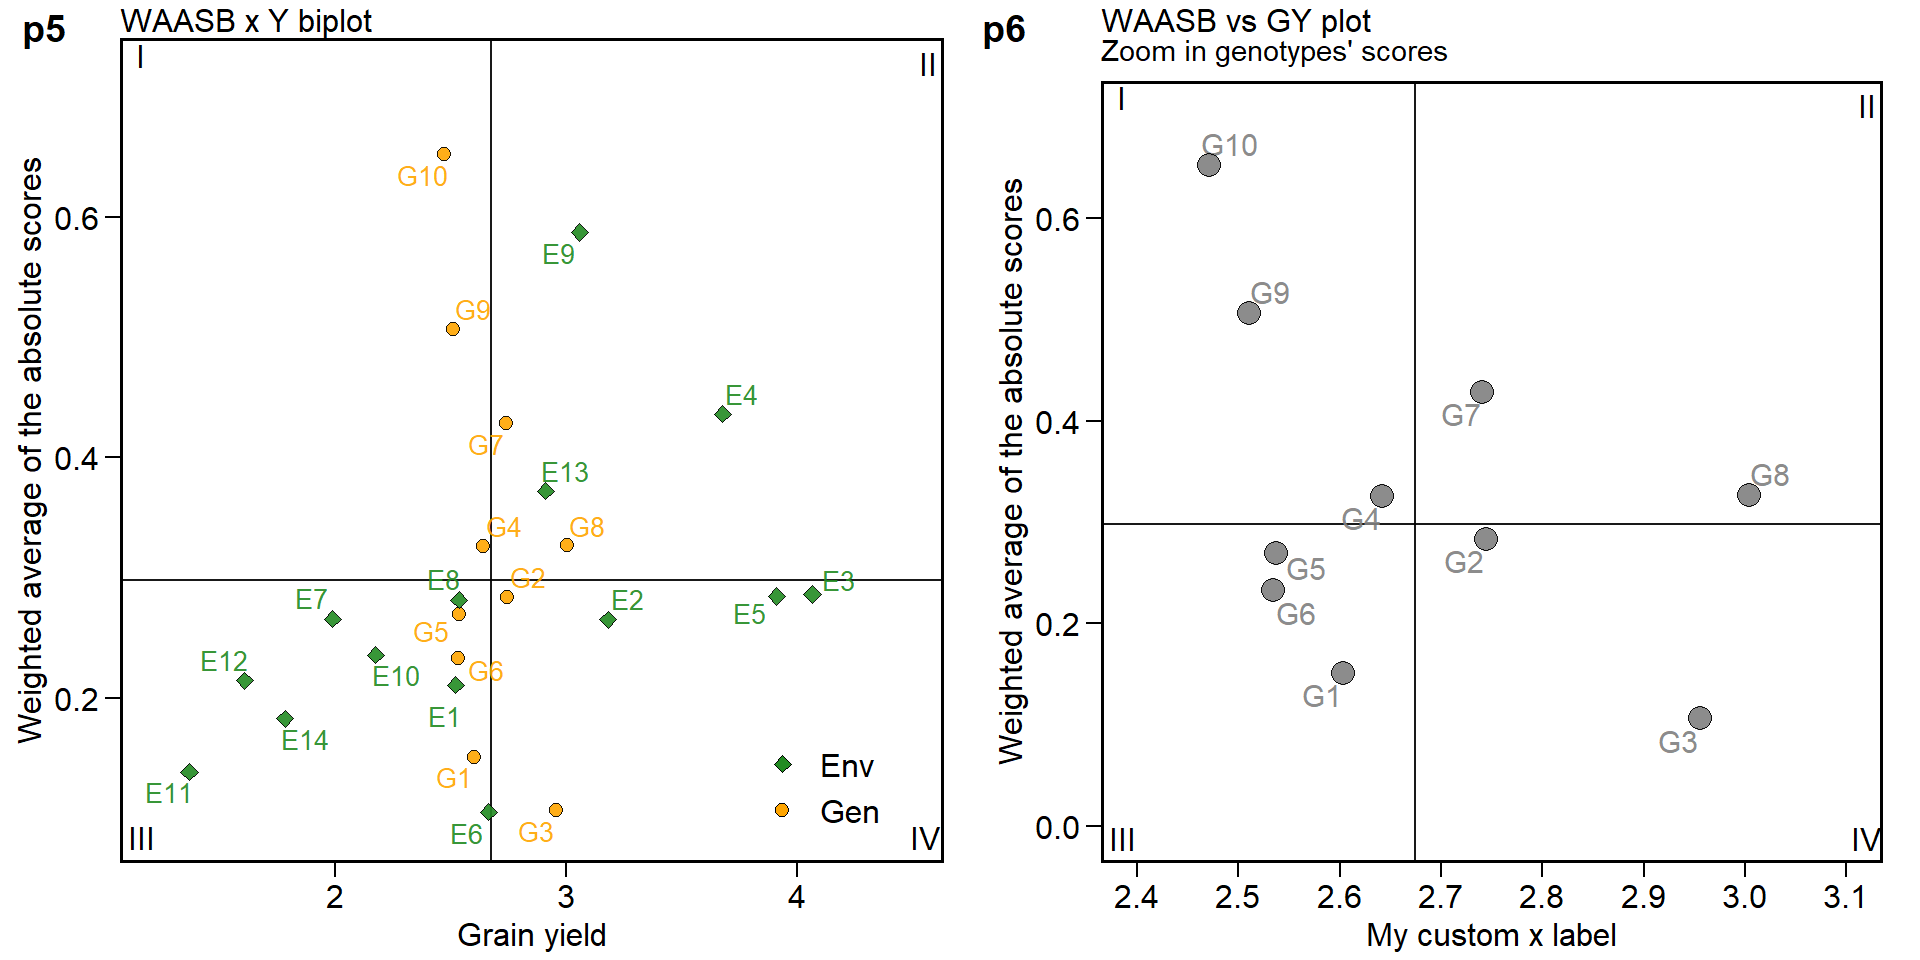 p5
WAASB x Y biplot
I
II
G10
E9
G9
E4
G7
E13
G4
G8
E8
G2
E3
E7
E2
E5
G5
E12
E10
G6
E1
E14
G1
E11
E6
G3
Env
Gen
III
IV
0.6
0.4
0.2
2
3
4
Weighted average of the absolute scores
Grain yield
p6
WAASB vs GY plot
Zoom in genotypes' scores
I
II
G10
G9
G7
G8
G4
G2
G5
G6
G1
G3
III
IV
0.6
0.4
0.2
0.0
2.4
2.5
2.6
2.7
2.8
2.9
3.0
3.1
Weighted average of the absolute scores
My custom x label